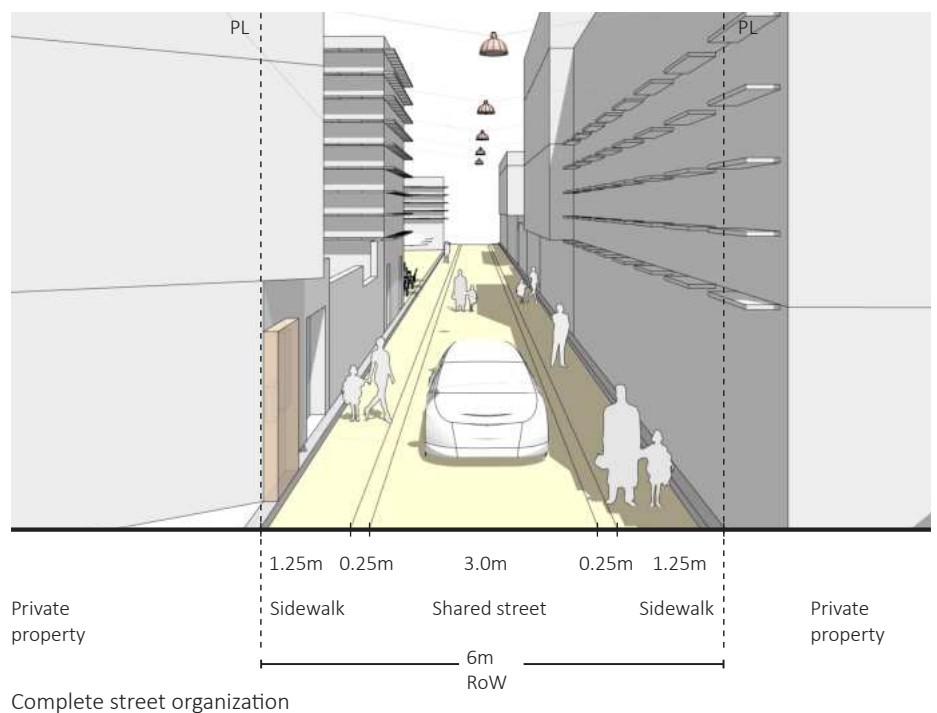 PL PL
1.25m 0.25m 3.0m 0.25m 1.25m
Private property
Sidewalk Shared street Sidewalk
Private property
6m
RoW
Complete street organization